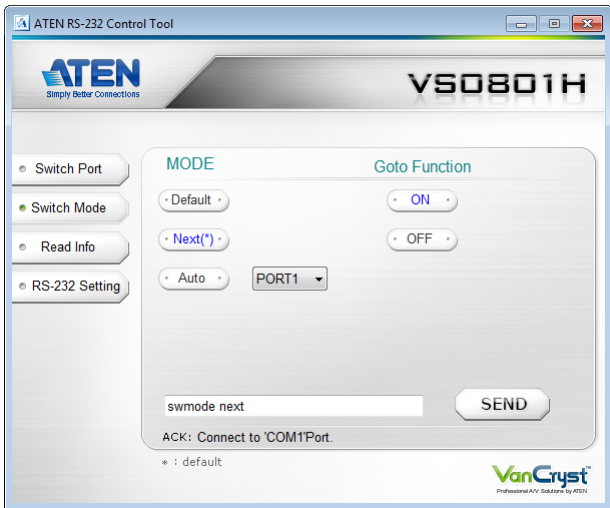 ATEN RS-232 Control Tool
ATEN
Simply Better Connections
VS0801H
Switch Port
Switch Mode
Read Info
RS-232 Setting
MODE
Goto Function
Default
ON
Next(*)
OFF
Auto
PORT1
swmode next
SEND
ACK: Connect to 'COM1'Port.
* : default
VanCryst™
Professional A/V Solutions by ATEN